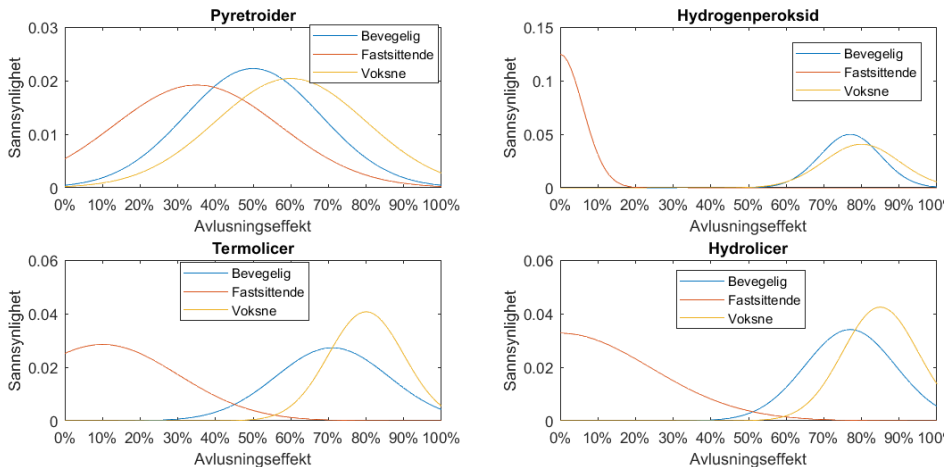 Pyretroider
Sannsynlighet
0.03
0.02
0.01
0
Bevegelig
Fastsittende
Voksne
0% 10% 20% 30% 40% 50% 60% 70% 80% 90% 100%
Avlusningseffekt
Hydrogenperoksid
Sannsynlighet
0.15
0.1
0.05
0
Bevegelig
Fastsittende
Voksne
0% 10% 20% 30% 40% 50% 60% 70% 80% 90% 100%
Avlusningseffekt
Termolicer
Sannsynlighet
0.06
0.04
0.02
0
Bevegelig
Fastsittende
Voksne
0% 10% 20% 30% 40% 50% 60% 70% 80% 90% 100%
Avlusningseffekt
Hydrolicer
Sannsynlighet
0.06
0.04
0.02
0
Bevegelig
Fastsittende
Voksne
0% 10% 20% 30% 40% 50% 60% 70% 80% 90% 100%
Avlusningseffekt